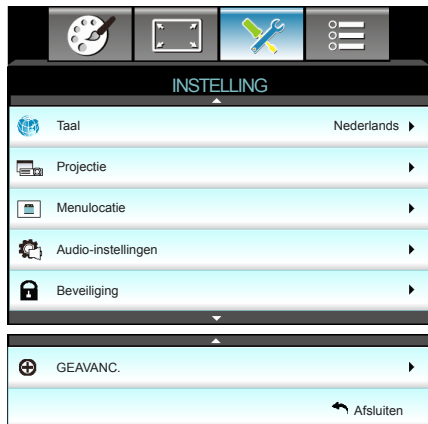 INSTELLING
Taal Nederlands
Projectie
Menulocatie
Audio-instellingen
Beveiliging
GEAVANC.
Afsluiten